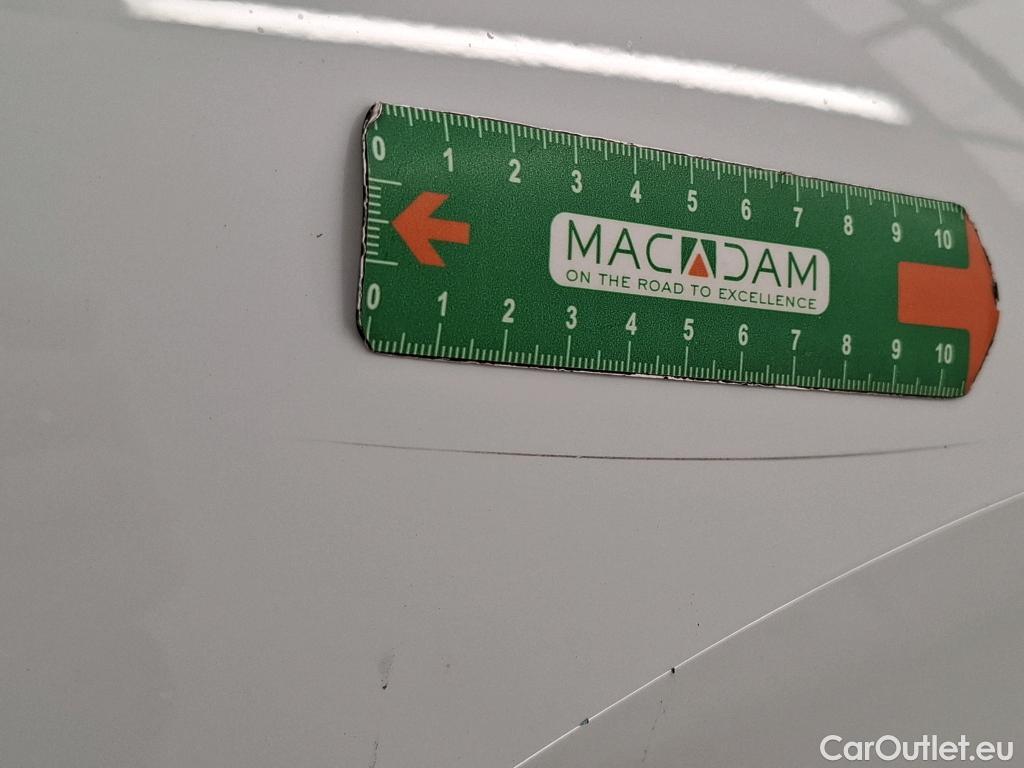 0 1 2 3 4 5 6 7 8 9 10
MACADAM
ON THE ROAD TO EXCELLENCE
0 1 2 3 4 5 6 7 8 9 10
CarOutlet.eu